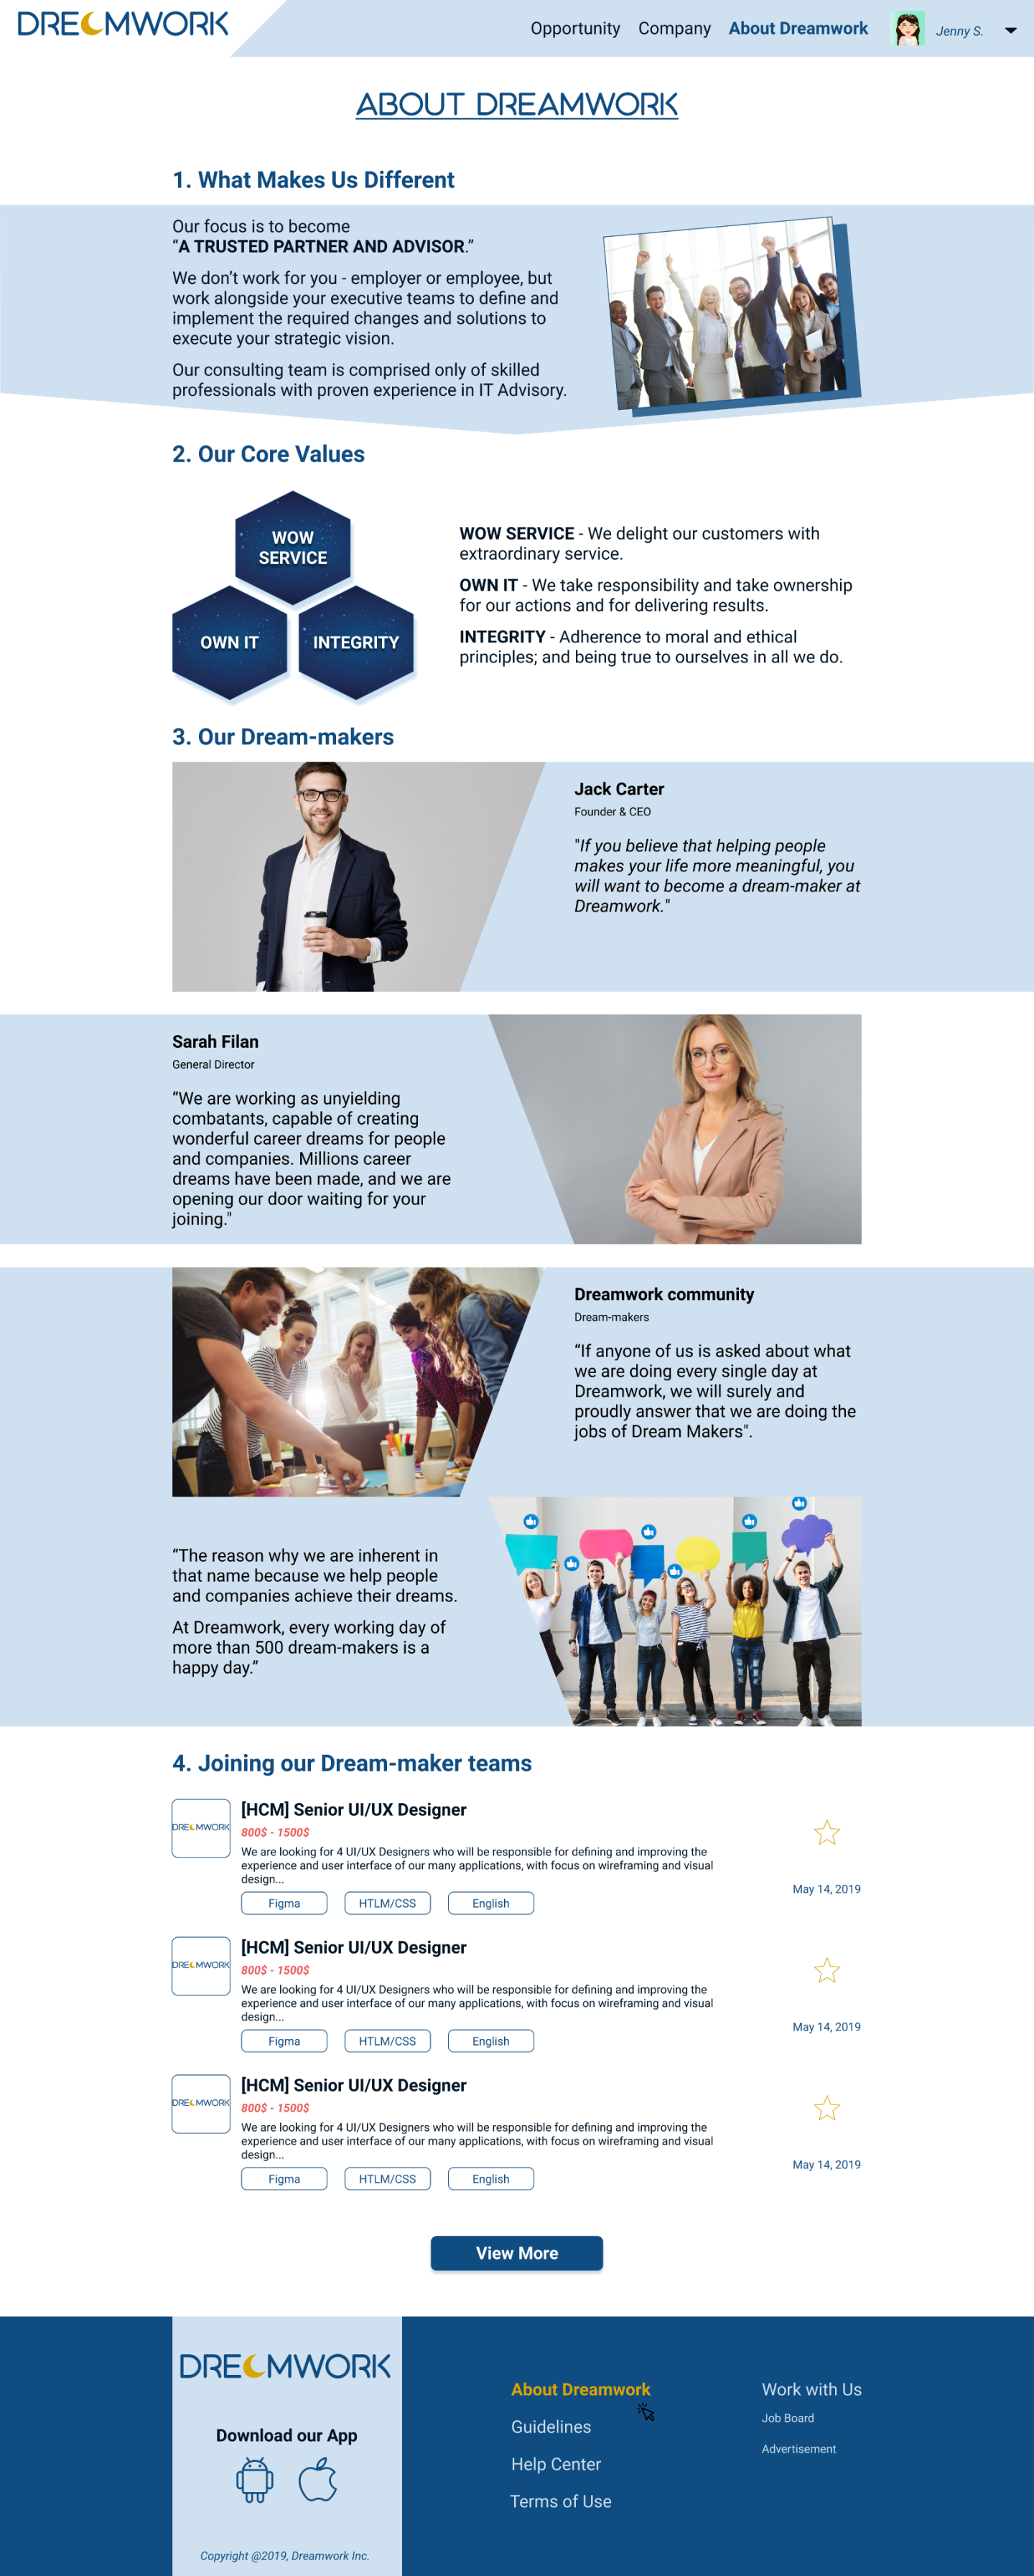 DREAMWORK
Opportunity Company About Dreamwork Jenny S.
ABOUT DREAMWORK
1. What Makes Us Different
Our focus is to become
“A TRUSTED PARTNER AND ADVISOR.”
We don’t work for you - employer or employee, but
work alongside your executive teams to define and
implement the required changes and solutions to
execute your strategic vision.
Our consulting team is comprised only of skilled
professionals with proven experience in IT Advisory.
2. Our Core Values
WOW
SERVICE
OWN IT
INTEGRITY
WOW SERVICE - We delight our customers with
extraordinary service.
OWN IT - We take responsibility and take ownership
for our actions and for delivering results.
INTEGRITY - Adherence to moral and ethical
principles; and being true to ourselves in all we do.
3. Our Dream-makers
Jack Carter
Founder & CEO
"If you believe that helping people
makes your life more meaningful, you
will want to become a dream-maker at
Dreamwork."
Sarah Filan
General Director
“We are working as unyielding
combatants, capable of creating
wonderful career dreams for people
and companies. Millions career
dreams have been made, and we are
opening our door waiting for your
joining."
Dreamwork community
Dream-makers
“If anyone of us is asked about what
we are doing every single day at
Dreamwork, we will surely and
proudly answer that we are doing the
jobs of Dream Makers".
“The reason why we are inherent in
that name because we help people
and companies achieve their dreams.
At Dreamwork, every working day of
more than 500 dream-makers is a
happy day.”
4. Joining our Dream-maker teams
DREAMWORK
[HCM] Senior UI/UX Designer
800$ - 1500$
We are looking for 4 UI/UX Designers who will be responsible for defining and improving the
experience and user interface of our many applications, with focus on wireframing and visual
design...
May 14, 2019
Figma HTLM/CSS English
DREAMWORK
[HCM] Senior UI/UX Designer
800$ - 1500$
We are looking for 4 UI/UX Designers who will be responsible for defining and improving the
experience and user interface of our many applications, with focus on wireframing and visual
design...
May 14, 2019
Figma HTLM/CSS English
DREAMWORK
[HCM] Senior UI/UX Designer
800$ - 1500$
We are looking for 4 UI/UX Designers who will be responsible for defining and improving the
experience and user interface of our many applications, with focus on wireframing and visual
design...
May 14, 2019
Figma HTLM/CSS English
View More
DREAMWORK
Download our App
Copyright @2019, Dreamwork Inc.
About Dreamwork
Guidelines
Help Center
Terms of Use
Work with Us
Job Board
Advertisement